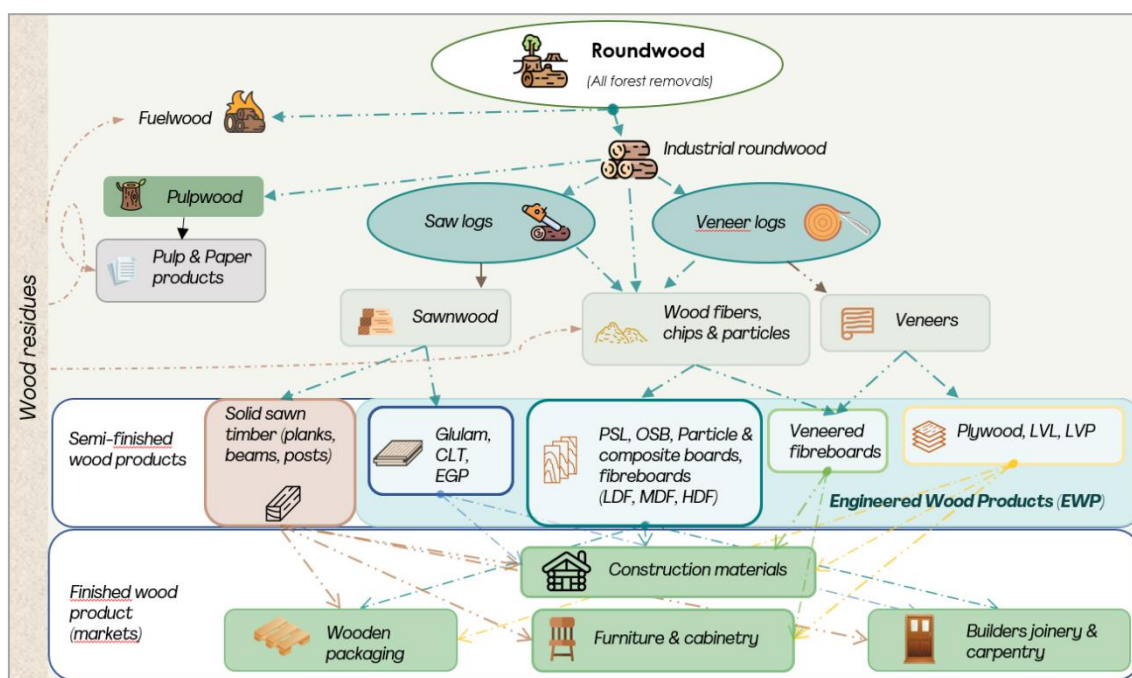 Roundwood
(All forest removals)
Fuelwood
Industrial roundwood
Pulpwood
Saw logs
Veneer logs
Pulp & Paper
products
Sawnwood
Wood fibers,
chips & particles
Veneers
Wood residues
Semi-finished
wood products
Solid sawn
timber (planks,
beams, posts)
Glulam,
CLT,
EGP
PSL, OSB, Particle &
composite boards,
fibreboards
(LDF, MDF, HDF)
Veneered
fibreboards
Plywood, LVL, LVP
Engineered Wood Products (EWP)
Finished wood
product
(markets)
Construction materials
Wooden
packaging
Furniture & cabinetry
Builders joinery &
carpentry